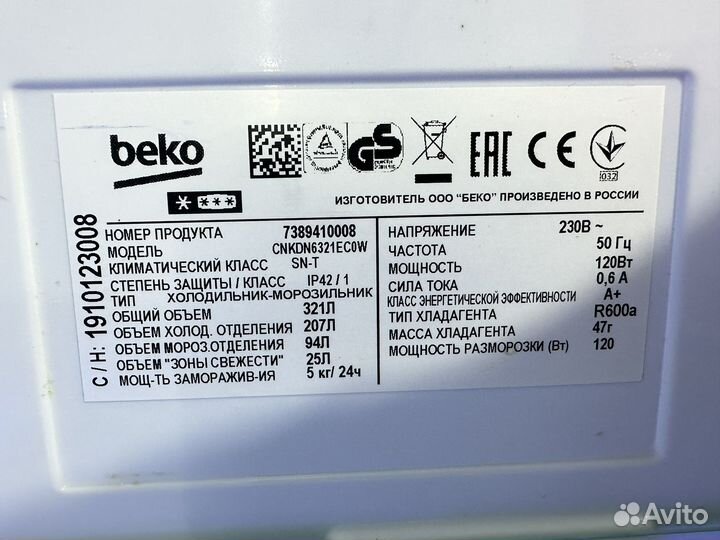 beko
ИЗГОТОВИТЕЛЬ ООО "БЕКО" ПРОИЗВЕДЕНО В РОССИИ
С / Н: 1910123008
НОМЕР ПРОДУКТА 7389410008
МОДЕЛЬ CNKDN6321EC0W
КЛИМАТИЧЕСКИЙ КЛАСС SN-T
СТЕПЕНЬ ЗАЩИТЫ / КЛАСС IP42 / 1
ТИП ХОЛОДИЛЬНИК-МОРОЗИЛЬНИК
ОБЩИЙ ОБЪЕМ 321Л
ОБЪЕМ ХОЛОД. ОТДЕЛЕНИЯ 207Л
ОБЪЕМ МОРОЗ.ОТДЕЛЕНИЯ 94Л
ОБЪЕМ "ЗОНЫ СВЕЖЕСТИ" 25Л
МОЩ-ТЬ ЗАМОРАЖИВ-ИЯ 5 кг/ 24ч
НАПРЯЖЕНИЕ 230В ~
ЧАСТОТА 50 Гц
МОЩНОСТЬ 120Вт
СИЛА ТОКА 0,6 А
КЛАСС ЭНЕРГЕТИЧЕСКОЙ ЭФФЕКТИВНОСТИ А+
ТИП ХЛАДАГЕНТА R600a
МАССА ХЛАДАГЕНТА 47г
МОЩНОСТЬ РАЗМОРОЗКИ (Вт) 120
GS
EAC
CE
032
Avito